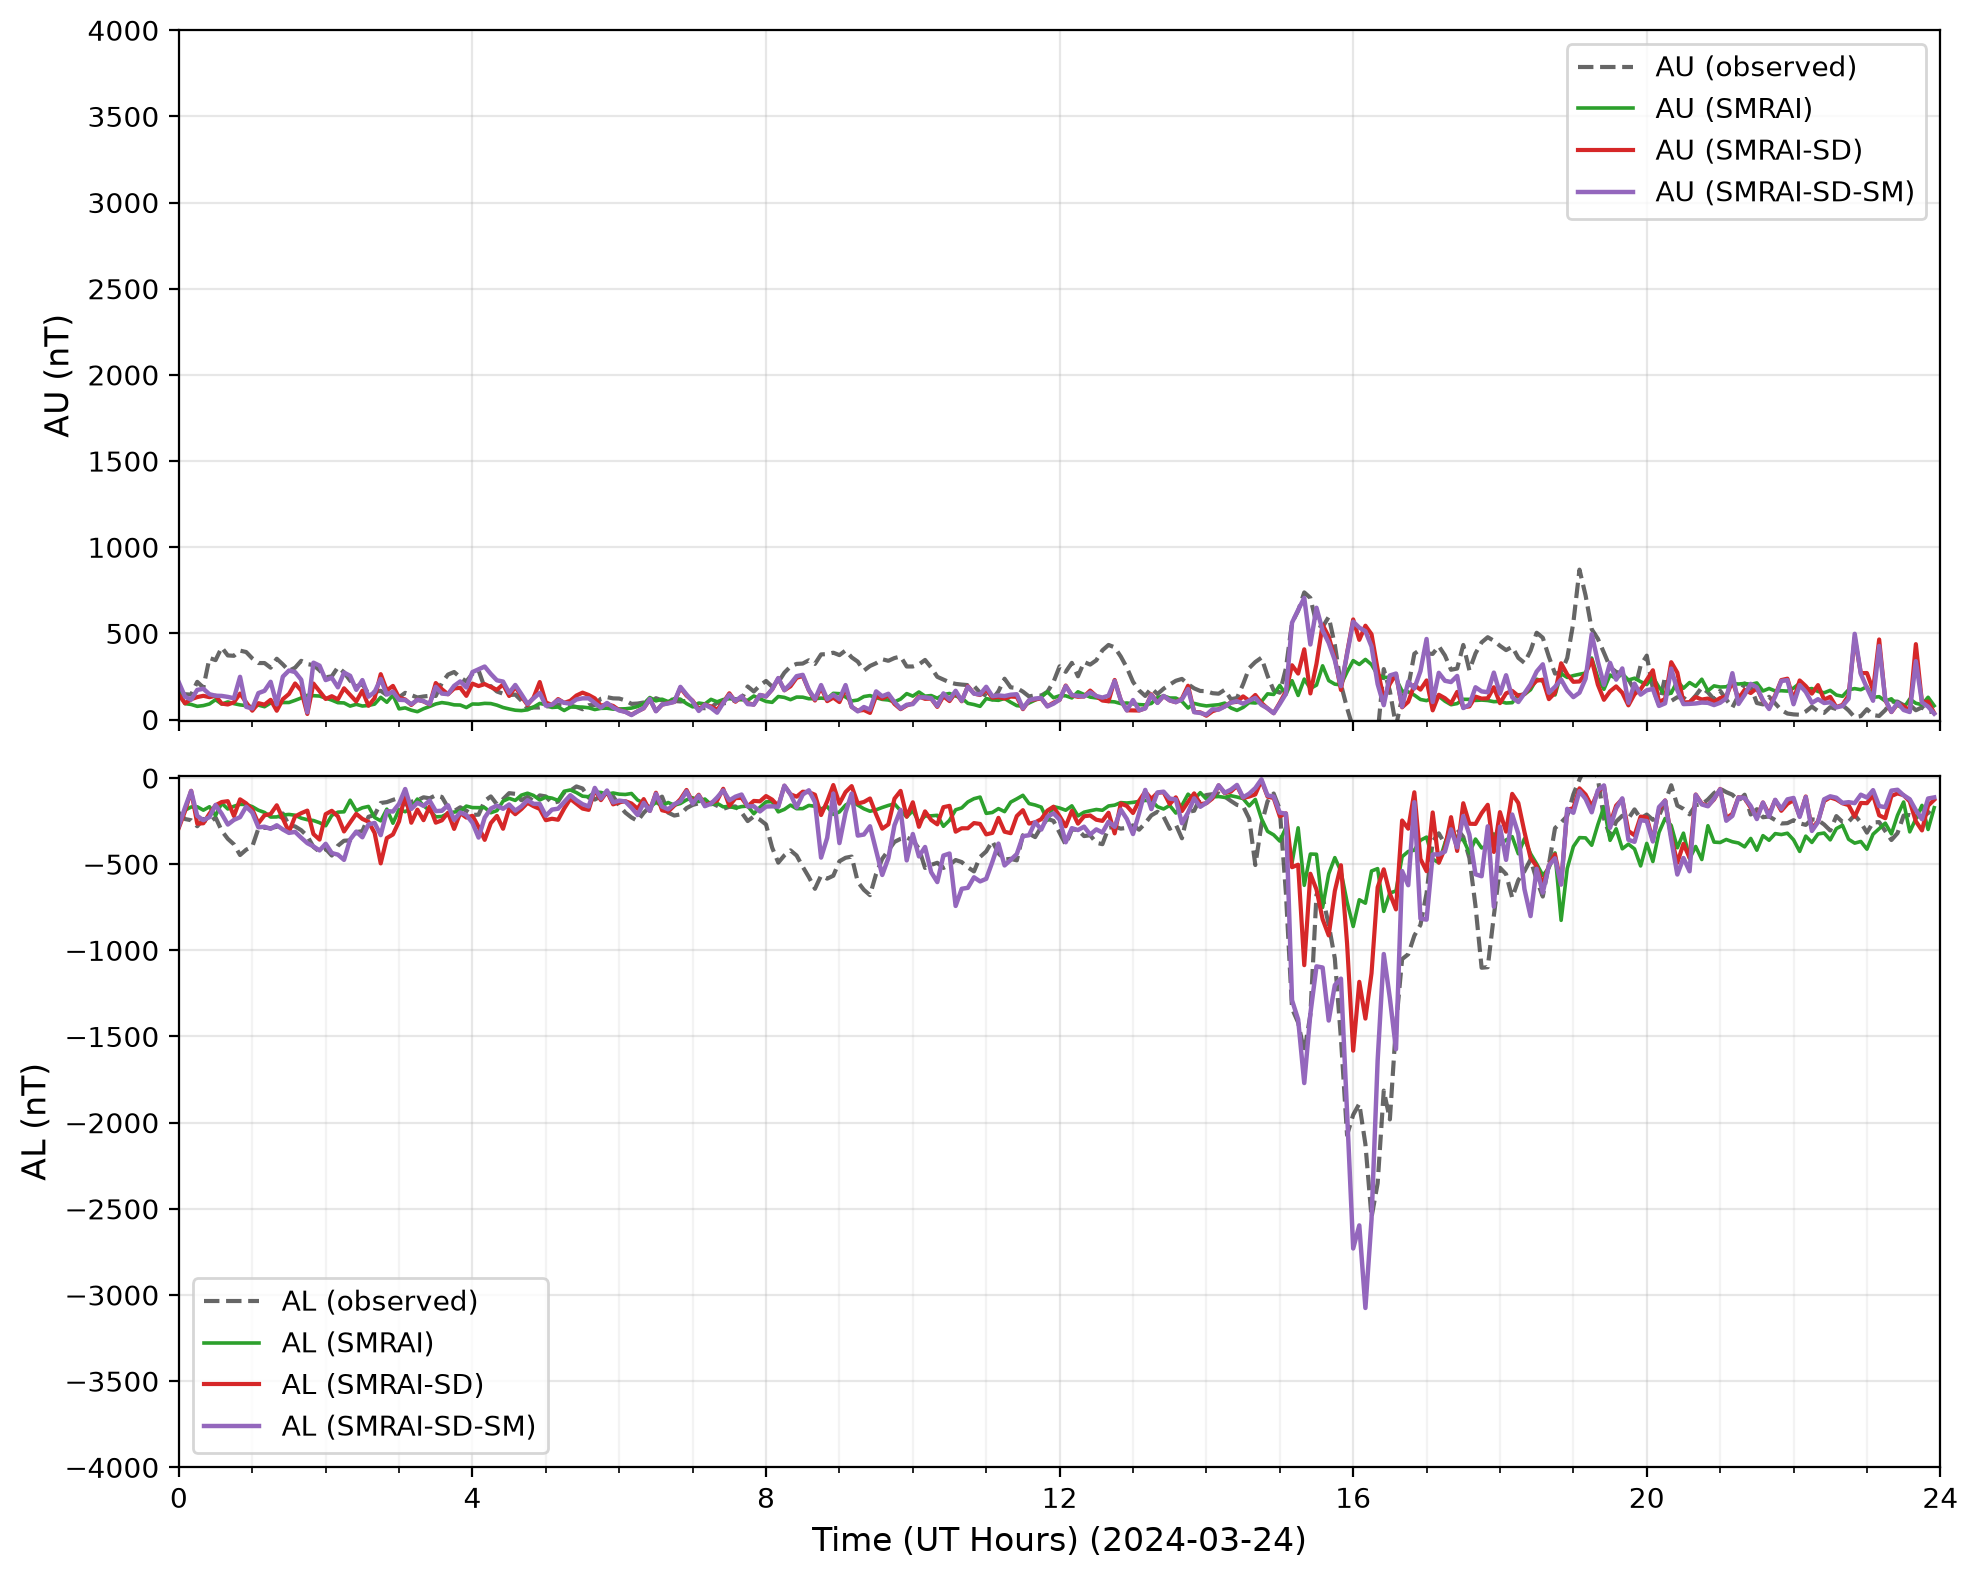 4000
3500
3000
2500
2000
1500
1000
500
0
AU (nT)
AU (observed)
AU (SMRAI)
AU (SMRAI-SD)
AU (SMRAI-SD-SM)
0
−500
−1000
−1500
−2000
−2500
−3000
−3500
−4000
AL (nT)
AL (observed)
AL (SMRAI)
AL (SMRAI-SD)
AL (SMRAI-SD-SM)
0 4 8 12 16 20 24
Time (UT Hours) (2024-03-24)